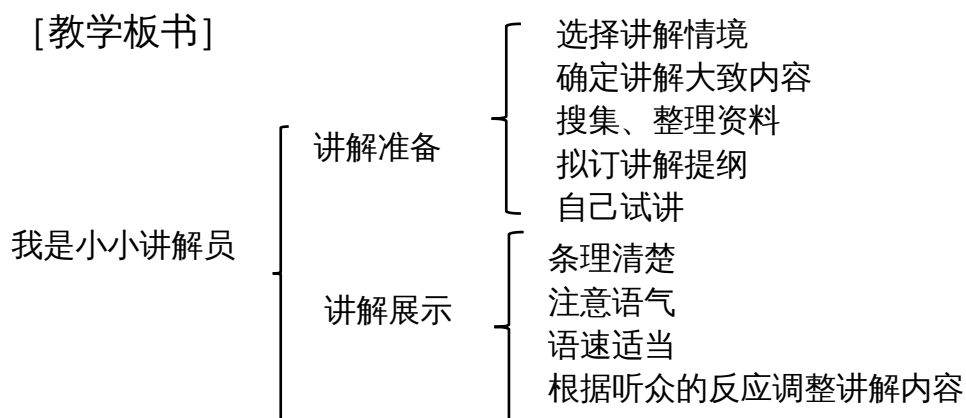 ［教学板书］
我是小小讲解员
讲解准备
选择讲解情境
确定讲解大致内容
搜集、整理资料
拟订讲解提纲
自己试讲
讲解展示
条理清楚
注意语气
语速适当
根据听众的反应调整讲解内容